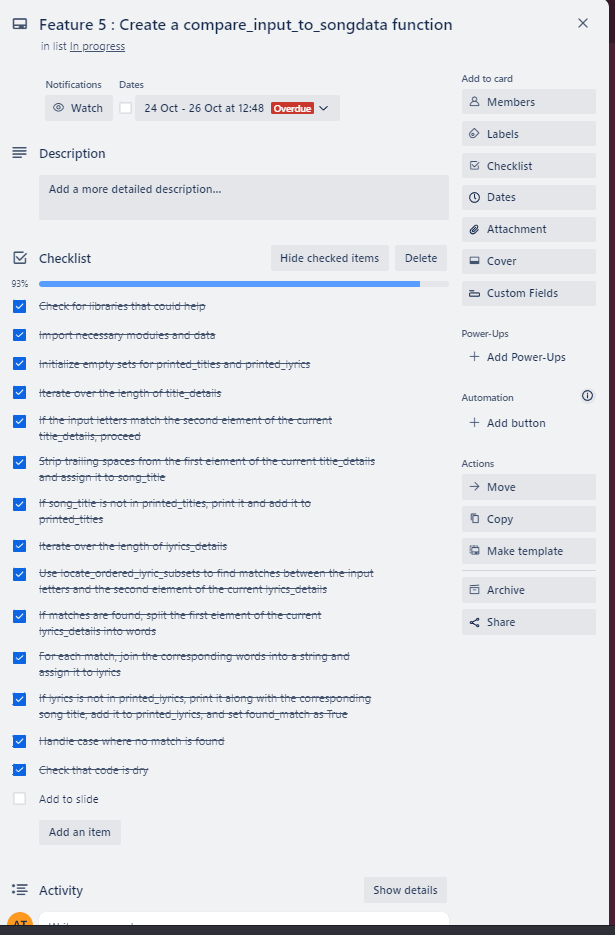 Feature 5 : Create a compare_input_to_songdata function
in list In progress
Notifications
Dates
Watch
24 Oct - 26 Oct at 12:48 Overdue
Description
Add a more detailed description...
Checklist
Hide checked items
Delete
93%
Check for libraries that could help
Import necessary modules and data
Initialize empty sets for printed_titles and printed_lyrics
Iterate over the length of title_details
If the input letters match the second element of the current
title_details, proceed
Strip trailing spaces from the first element of the current title_details
and assign it to song_title
If song_title is not in printed_titles, print it and add it to
printed_titles
Iterate over the length of lyrics_details
Use locate_ordered_lyric_subsets to find matches between the input
letters and the second element of the current lyrics_details
If matches are found, split the first element of the current
lyrics_details into words
For each match, join the corresponding words into a string and
assign it to lyrics
If lyrics is not in printed_lyrics, print it along with the corresponding
song title, add it to printed_lyrics, and set found_match as True
Handle case where no match is found
Check that code is dry
Add to slide
Add an item
Activity
Show details
Add to card
Members
Labels
Checklist
Dates
Attachment
Cover
Custom Fields
Power-Ups
Add Power-Ups
Automation
Add button
Actions
Move
Copy
Make template
Archive
Share